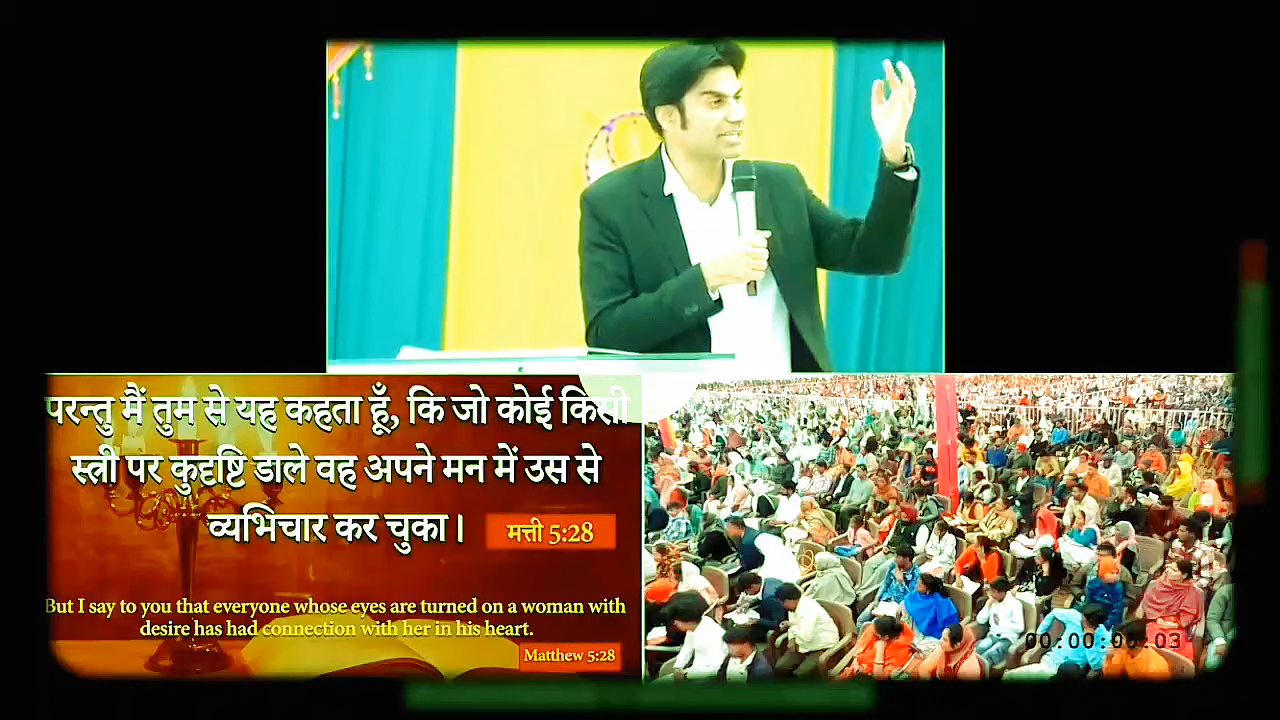 परन्तु मैं तुम से यह कहता हूँ, कि जो कोई किसी
स्त्री पर कुदृष्टि डाले वह अपने मन में उस से
व्यभिचार कर चुका।
मत्ती 5:28
But I say to you that everyone whose eyes are turned on a woman with
desire has had connection with her in his heart.
Matthew 5:28